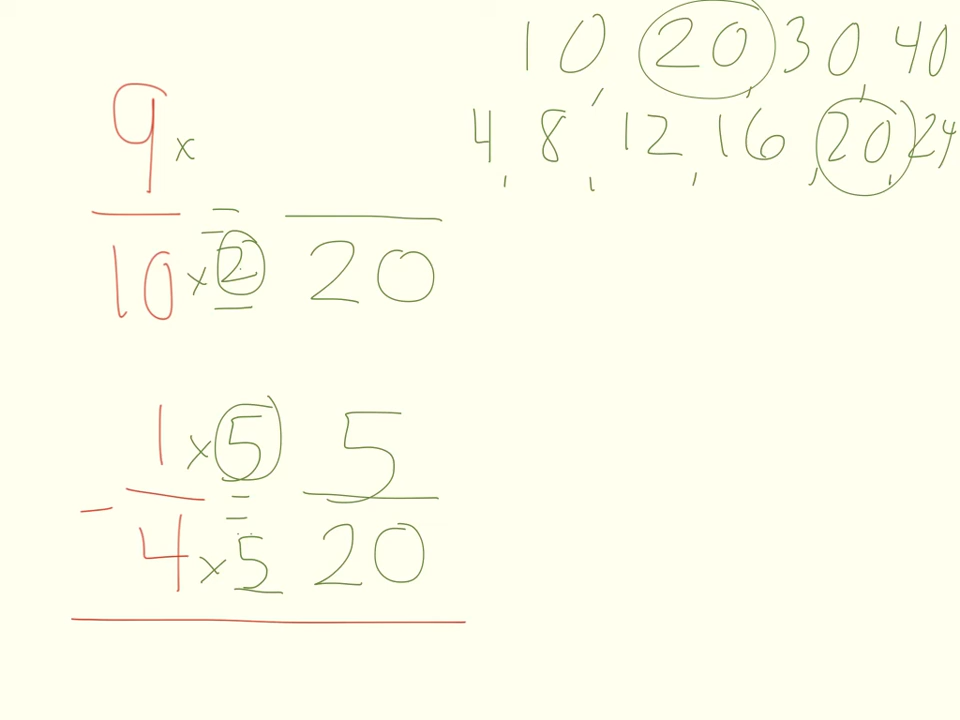 10 20 30 40
4, 8, 12, 16, 20, 24
9 x
10 x 2 = 20
1 x 5 = 5
- 4 x 5 = 20